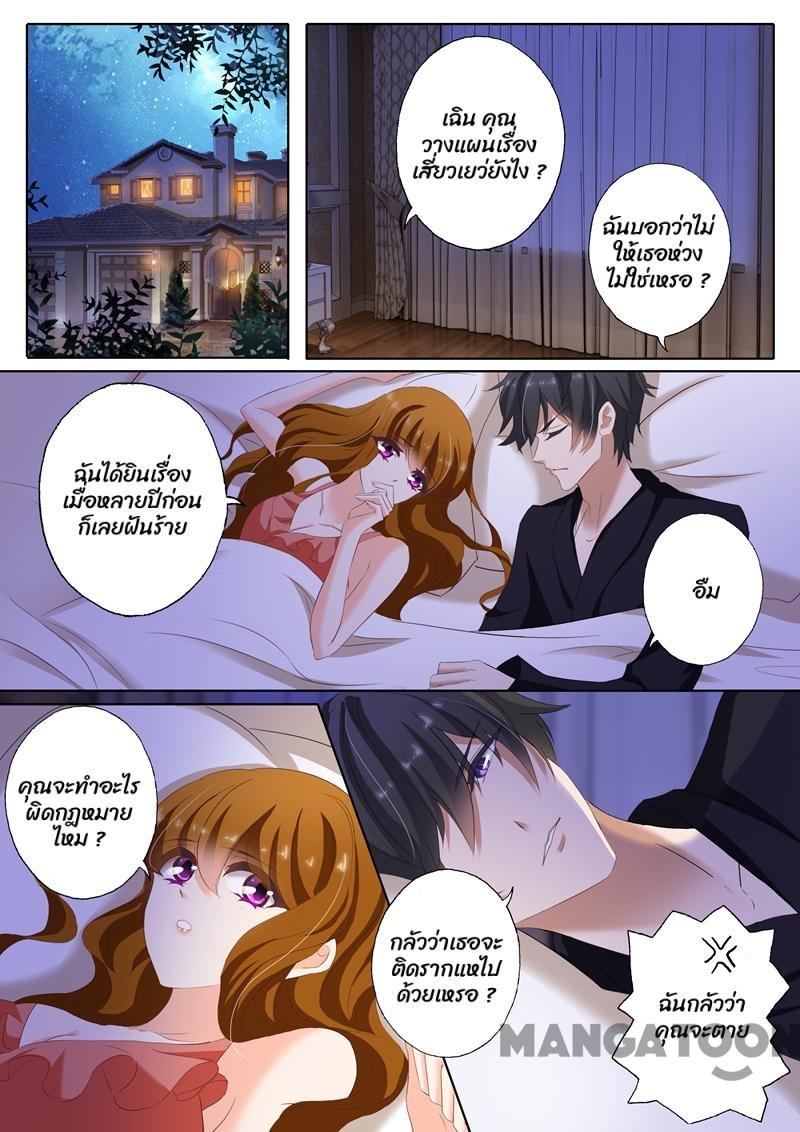 เฉิน คุณ
วางแผนเรื่อง
เสี่ยวเยว่ยังไง ?
ฉันบอกว่าไม่
ให้เธอห่วง
ไม่ใช่เหรอ ?
ฉันได้ยินเรื่อง
เมื่อหลายปีก่อน
ก็เลยฝันร้าย
อืม
คุณจะทำอะไร
ผิดกฎหมาย
ไหม ?
กลัวว่าเธอจะ
ติดรากแหไป
ด้วยเหรอ ?
ฉันกลัวว่า
คุณจะตาย
MANGATOON